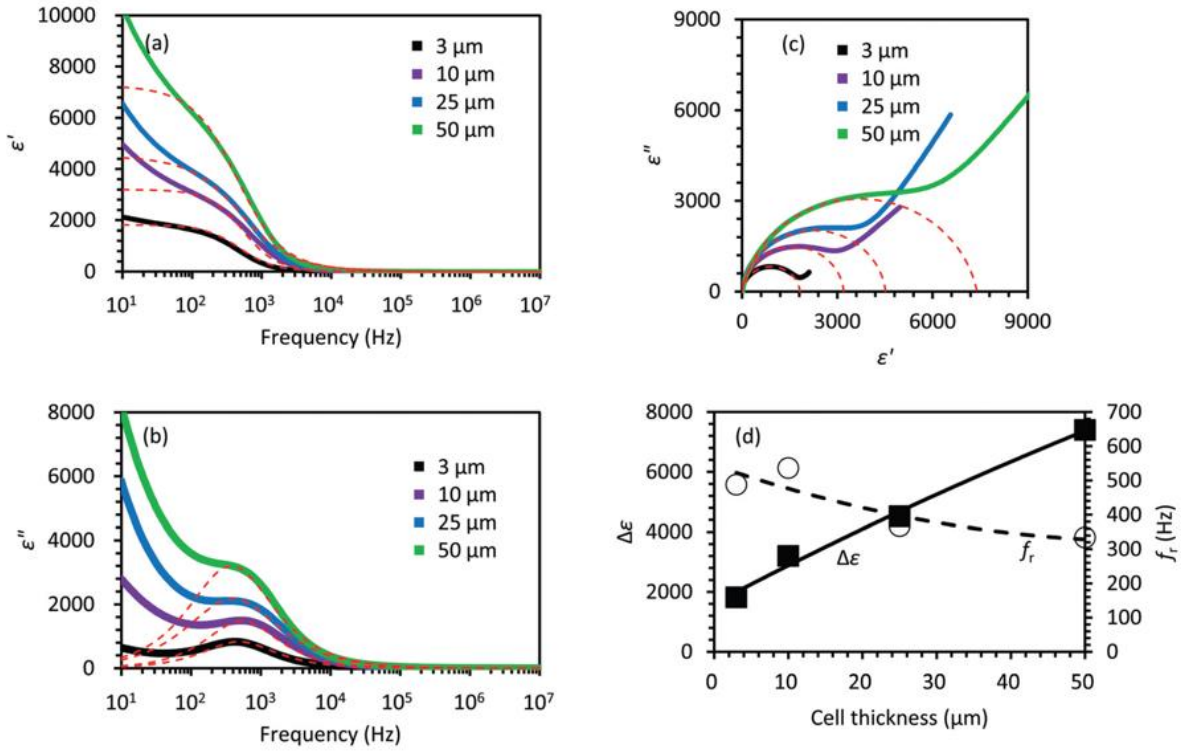 (a)
10000
8000
6000
4000
2000
0
ε′
3 μm
10 μm
25 μm
50 μm
10¹ 10² 10³ 10⁴ 10⁵ 10⁶ 10⁷
Frequency (Hz)
(c)
9000
6000
3000
0
ε″
3 μm
10 μm
25 μm
50 μm
0 3000 6000 9000
ε′
(b)
8000
6000
4000
2000
0
ε″
3 μm
10 μm
25 μm
50 μm
10¹ 10² 10³ 10⁴ 10⁵ 10⁶ 10⁷
Frequency (Hz)
(d)
8000
6000
4000
2000
0
Δε
Δε
fᵣ
700
600
500
400
300
200
100
0
fᵣ (Hz)
0 10 20 30 40 50
Cell thickness (μm)